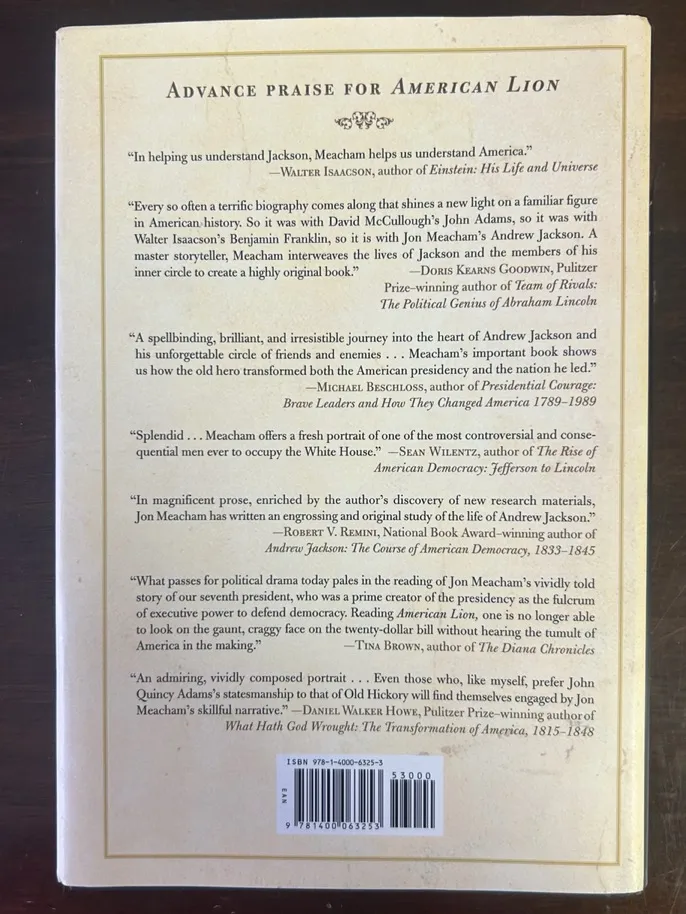 ADVANCE PRAISE FOR AMERICAN LION
“In helping us understand Jackson, Meacham helps us understand America.”
—WALTER ISAACSON, author of Einstein: His Life and Universe
“Every so often a terrific biography comes along that shines a new light on a familiar figure
in American history. So it was with David McCullough’s John Adams, so it was with
Walter Isaacson’s Benjamin Franklin, so it is with Jon Meacham’s Andrew Jackson. A
master storyteller, Meacham interweaves the lives of Jackson and the members of his
inner circle to create a highly original book.” —DORIS KEARNS GOODWIN, Pulitzer
Prize–winning author of Team of Rivals:
The Political Genius of Abraham Lincoln
“A spellbinding, brilliant, and irresistible journey into the heart of Andrew Jackson and
his unforgettable circle of friends and enemies . . . Meacham’s important book shows
us how the old hero transformed both the American presidency and the nation he led.”
—MICHAEL BESCHLOSS, author of Presidential Courage:
Brave Leaders and How They Changed America 1789–1989
“Splendid . . . Meacham offers a fresh portrait of one of the most controversial and conse-
quential men ever to occupy the White House.” —SEAN WILENTZ, author of The Rise of
American Democracy: Jefferson to Lincoln
“In magnificent prose, enriched by the author’s discovery of new research materials,
Jon Meacham has written an engrossing and original study of the life of Andrew Jackson.”
—ROBERT V. REMINI, National Book Award–winning author of
Andrew Jackson: The Course of American Democracy, 1833–1845
“What passes for political drama today pales in the reading of Jon Meacham’s vividly told
story of our seventh president, who was a prime creator of the presidency as the fulcrum
of executive power to defend democracy. Reading American Lion, one is no longer able
to look on the gaunt, craggy face on the twenty-dollar bill without hearing the tumult of
America in the making.” —TINA BROWN, author of The Diana Chronicles
“An admiring, vividly composed portrait . . . Even those who, like myself, prefer John
Quincy Adams’s statesmanship to that of Old Hickory will find themselves engaged by Jon
Meacham’s skillful narrative.” —DANIEL WALKER HOWE, Pulitzer Prize–winning author of
What Hath God Wrought: The Transformation of America, 1815–1848
ISBN 978-1-4000-6325-3
53000
EAN
9 781400 063253